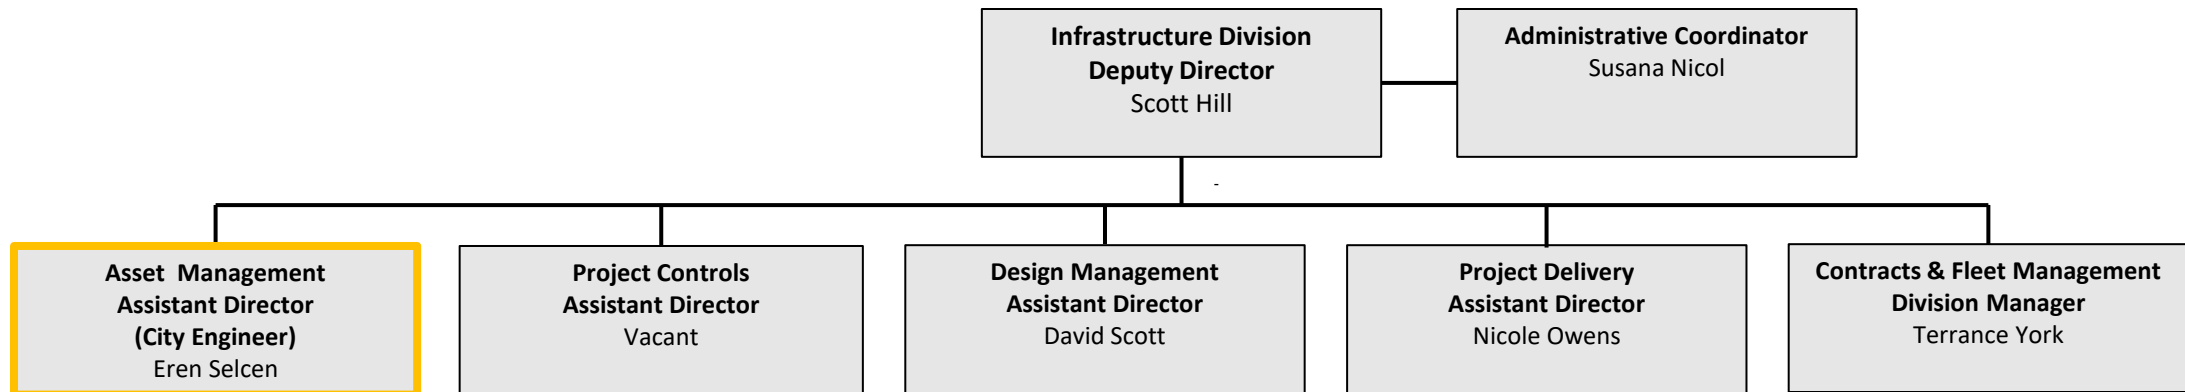 Infrastructure Division
Deputy Director
Scott Hill
Administrative Coordinator
Susana Nicol
-
Asset  Management
Assistant Director
(City Engineer)
Eren Selcen
Project Controls
Assistant Director
Vacant
Design Management
Assistant Director
David Scott
Project Delivery
Assistant Director
Nicole Owens
Contracts & Fleet Management
Division Manager
Terrance York